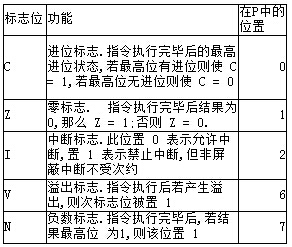 标志位
功能
在P中的
位置
C
进位标志.指令执行完毕后的最高
进位状态,若最高位有进位则使 C
= 1,若最高位无进位则使 C = 0
0
Z
零标志. 指令执行完毕后结果为
0,那么 Z = 1;否则 Z = 0.
1
I
中断标志.此位置 0 表示允许中
断,置 1 表示禁止中断,但非屏
蔽中断不受次约
2
V
溢出标志.指令执行后若产生溢
出,则次标志位被置 1
6
N
负数标志.指令执行完毕后,若结
果最高位 为1,则该位置 1
7